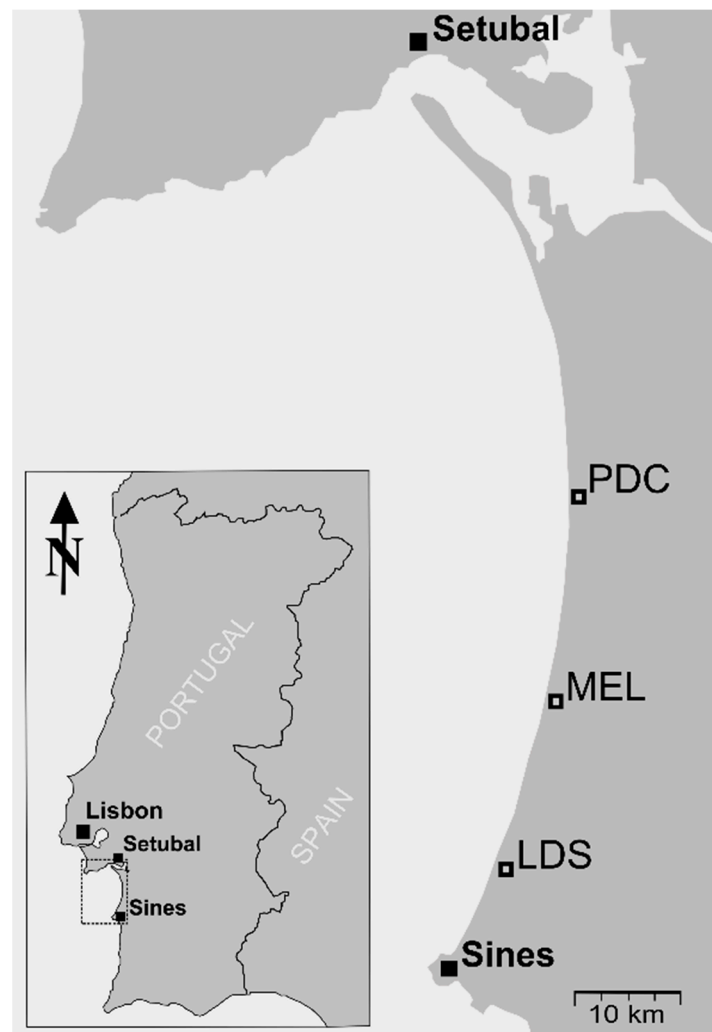 Setubal
PDC
MEL
LDS
Sines
10 km
N
PORTUGAL
SPAIN
Lisbon
Setubal
Sines